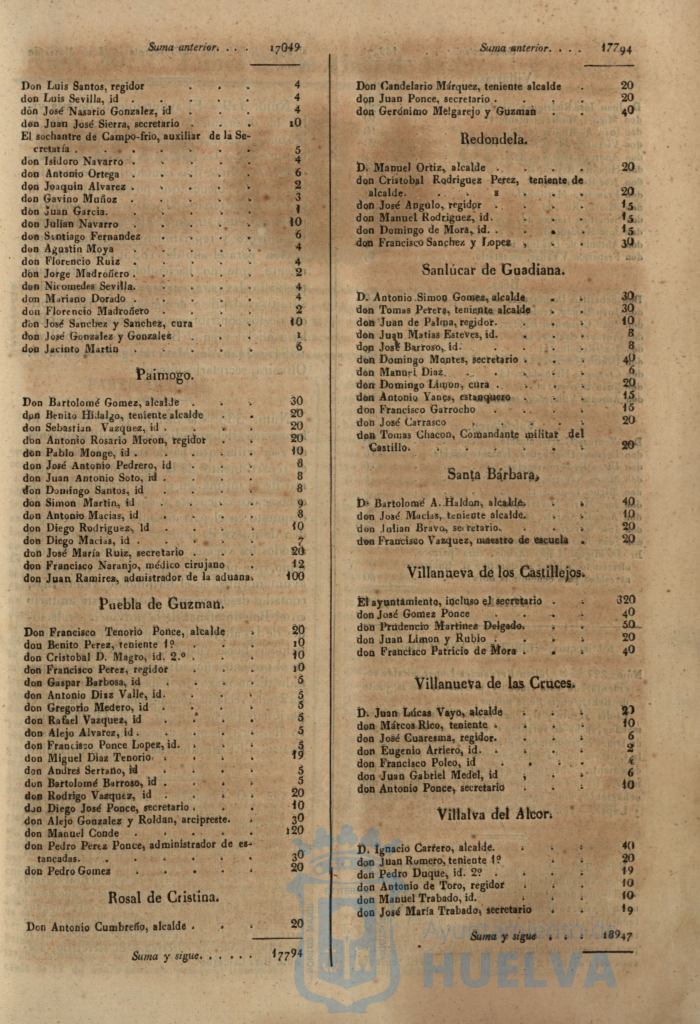 Suma anterior. . . . 17049
Don Luis Santos, regidor . . . 4
don Luis Sevilla, id . . . . 4
don José Nasario Gonzalez, id . . . 4
don Juan José Sierra, secretario . . . 10
El sochantre de Campo-frio, auxiliar de la Se-
cretaría . . . . . . 5
don Isidoro Navarro . . . . 4
don Antonio Ortega . . . . 6
don Joaquin Alvarez . . . . 2
don Gavino Muñoz . . . . 3
don Juan Garcia. . . . . 1
don Julian Navarro . . . . 10
don Santiago Fernandez . . . 6
don Agustin Moya . . . . 4
don Florencio Ruiz . . . . 4
don Jorge Madroñero . . . . 2
don Nicomedes Sevilla. . . . 4
don Mariano Dorado . . . . 4
don Florencio Madroñero . . . 2
don José Sanchez y Sanchez, cura . . 10
don José Gonzalez y Gonzalez . . 1
don Jacinto Martin . . . . 6
Paimogo.
Don Bartolomé Gomez, alcalde . . . 30
don Benito Hidalgo, teniente alcalde . . 20
don Sebastian Vazquez, id . . . 20
don Antonio Rosario Moron, regidor . . 20
don Pablo Monge, id . . . . 10
don José Antonio Pedrero, id . . . 8
don Juan Antonio Soto, id . . . 8
don Domingo Santos, id . . . 8
don Simon Martin, id . . . 9
don Antonio Macias, id . . . 8
don Diego Rodriguez, Id . . . 10
don Diego Macias, id . . . . 7
don José María Ruiz, secretario . . . 20
don Francisco Naranjo, médico cirujano . 12
don Juan Ramirez, admistrador de la aduana. 100
Puebla de Guzman.
Don Francisco Tenorio Ponce, alcalde . 20
don Benito Perez, teniente 1º . . . 10
don Cristobal D. Magro, id. 2.º . . . 10
don Francisco Perez, regidor . . . 10
don Gaspar Barbosa, id . . . 5
don Antonio Diaz Valle, id. . . . 5
don Gregorio Medero, id . . . 5
don Rafael Vazquez, id . . . 5
don Alejo Alvarez, id . . . . 5
don Francisco Ponce Lopez, id. . . . 5
don Miguel Diaz Tenorio . . . . 19
don Andres Serrano, id . . . 5
don Bartolomé Barroso, id . . . 5
don Rodrigo Vazquez, id . . . 20
don Diego José Ponce, secretario . . . 10
don Alejo Gonzalez y Roldan, arcipreste. . 30
don Manuel Conde . . . . 120
don Pedro Perez Ponce, administrador de es-
tancadas. . . . . . 30
don Pedro Gomez . . . . 20
Rosal de Cristina.
Don Antonio Cumbreño, alcalde . . . 20
Suma y sigue. . . . . . 17794
Suma anterior. . . . 17794
Don Candelario Márquez, teniente alcalde . 20
don Juan Ponce, secretario . . . . 20
don Gerónimo Melgarejo y Guzman . . 40
Redondela.
D. Manuel Ortiz, alcalde . . . . 20
don Cristobal Rodriguez Perez, teniente de
alcalde. . . . . . 20
don José Angulo, regidor . . . 15
don Manuel Rodriguez, id. . . . 15
don Domingo de Mora, id. . . . 15
don Francisco Sanchez y Lopez . . . 30
Sanlúcar de Guadiana.
D. Antonio Simon Gomez, alcalde . . 30
don Tomas Perera, teniente alcalde . . 30
don Juan de Palma, regidor. . . . 10
don Juan Matias Esteves, id. . . . 8
don José Barroso, id. . . . . 8
don Domingo Montes, secretario . . . 40
don Manuel Diaz. . . . . 6
don Domingo Limon, cura . . . . 20
don Antonio Yanes, estanquero . . . 15
don Francisco Garrocho . . . 15
don José Carrasco . . . . 20
don Tomas Chacon, Comandante militar del
Castillo. . . . . . 20
Santa Bárbara.
D. Bartolomé A. Haldon, alcalde. . . 40
don José Macias, teniente alcalde. . . 10
don Julian Bravo, secretario. . . . 20
don Francisco Vazquez, maestro de escuela . 20
Villanueva de los Castillejos.
El ayuntamiento, incluso el secretario . . 320
don José Gomez Ponce . . . 40
don Prudencio Martinez Delgado. . . 50
don Juan Limon y Rubio . . . . 20
don Francisco Patricio de Mora . . . 40
Villanueva de las Cruces.
D. Juan Lúcas Vayo, alcalde . . . 20
don Márcos Rico, teniente . . . . 10
don José Cuaresma, regidor. . . . 6
don Eugenio Arriero, id. . . . . 2
don Francisco Poleo, id . . . . 4
don Juan Gabriel Medel, id . . . 6
don Antonio Ponce, secretario . . . 10
Villalva del Alcor.
D. Ignacio Carrero, alcalde. . . . 40
don Juan Romero, teniente 1º . . . 20
don Pedro Duque, id. 2º . . . . 19
don Antonio de Toro, regidor . . . 10
don Manuel Trabado, id. . . . . 10
don José María Trabado, secretario . . 19
Suma y sigue . . . 18947
HUELVA